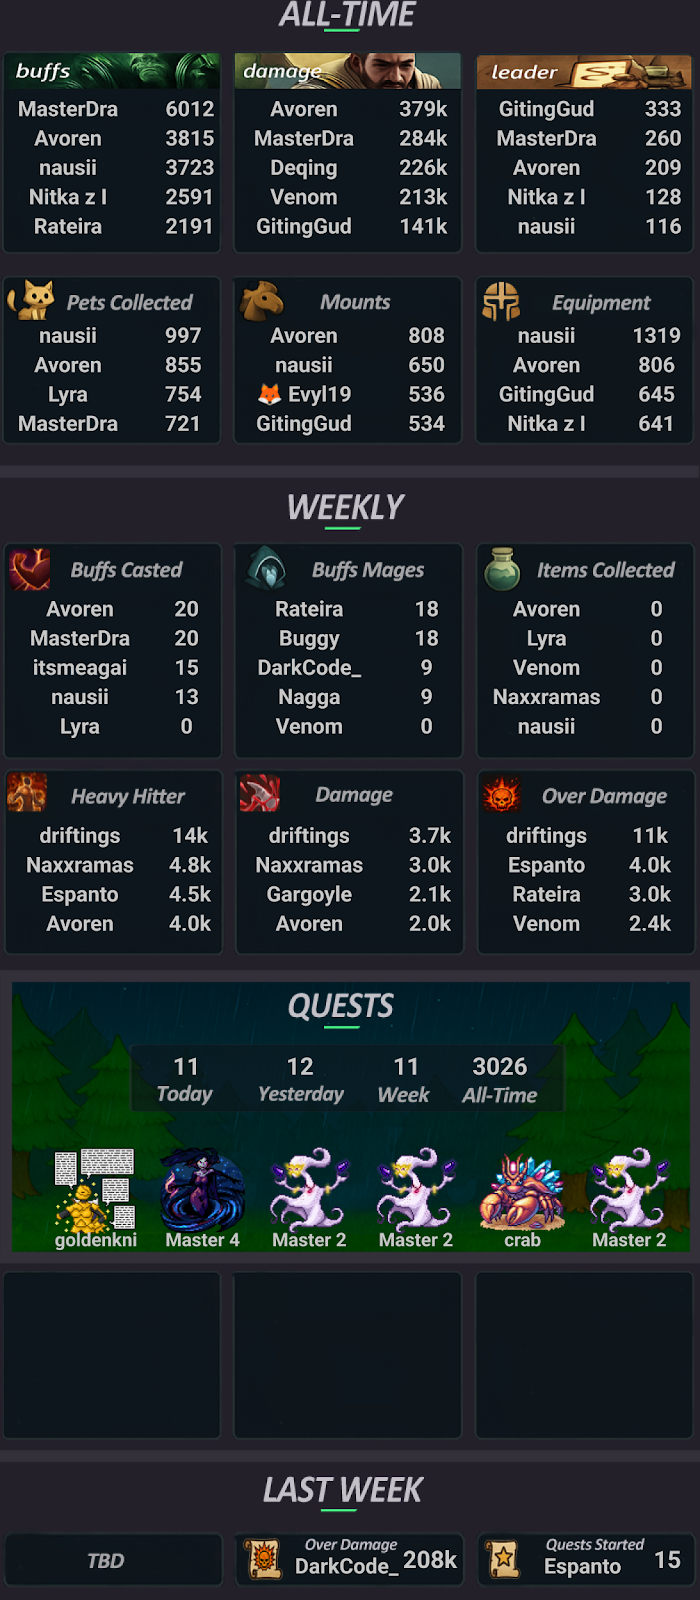 ALL-TIME
buffs
MasterDra 6012
Avoren 3815
nausii 3723
Nitka z I 2591
Rateira 2191
damage
Avoren 379k
MasterDra 284k
Deqing 226k
Venom 213k
GitingGud 141k
leader
GitingGud 333
MasterDra 260
Avoren 209
Nitka z I 128
nausii 116
Pets Collected
nausii 997
Avoren 855
Lyra 754
MasterDra 721
Mounts
Avoren 808
nausii 650
🦊 Evyl19 536
GitingGud 534
Equipment
nausii 1319
Avoren 806
GitingGud 645
Nitka z I 641
WEEKLY
Buffs Casted
Avoren 20
MasterDra 20
itsmeagai 15
nausii 13
Lyra 0
Buffs Mages
Rateira 18
Buggy 18
DarkCode_ 9
Nagga 9
Venom 0
Items Collected
Avoren 0
Lyra 0
Venom 0
Naxxramas 0
nausii 0
Heavy Hitter
driftings 14k
Naxxramas 4.8k
Espanto 4.5k
Avoren 4.0k
Damage
driftings 3.7k
Naxxramas 3.0k
Gargoyle 2.1k
Avoren 2.0k
Over Damage
driftings 11k
Espanto 4.0k
Rateira 3.0k
Venom 2.4k
QUESTS
11 12 11 3026
Today Yesterday Week All-Time
goldenkni Master 4 Master 2 Master 2 crab Master 2
LAST WEEK
TBD
Over Damage
DarkCode_ 208k
Quests Started
Espanto 15